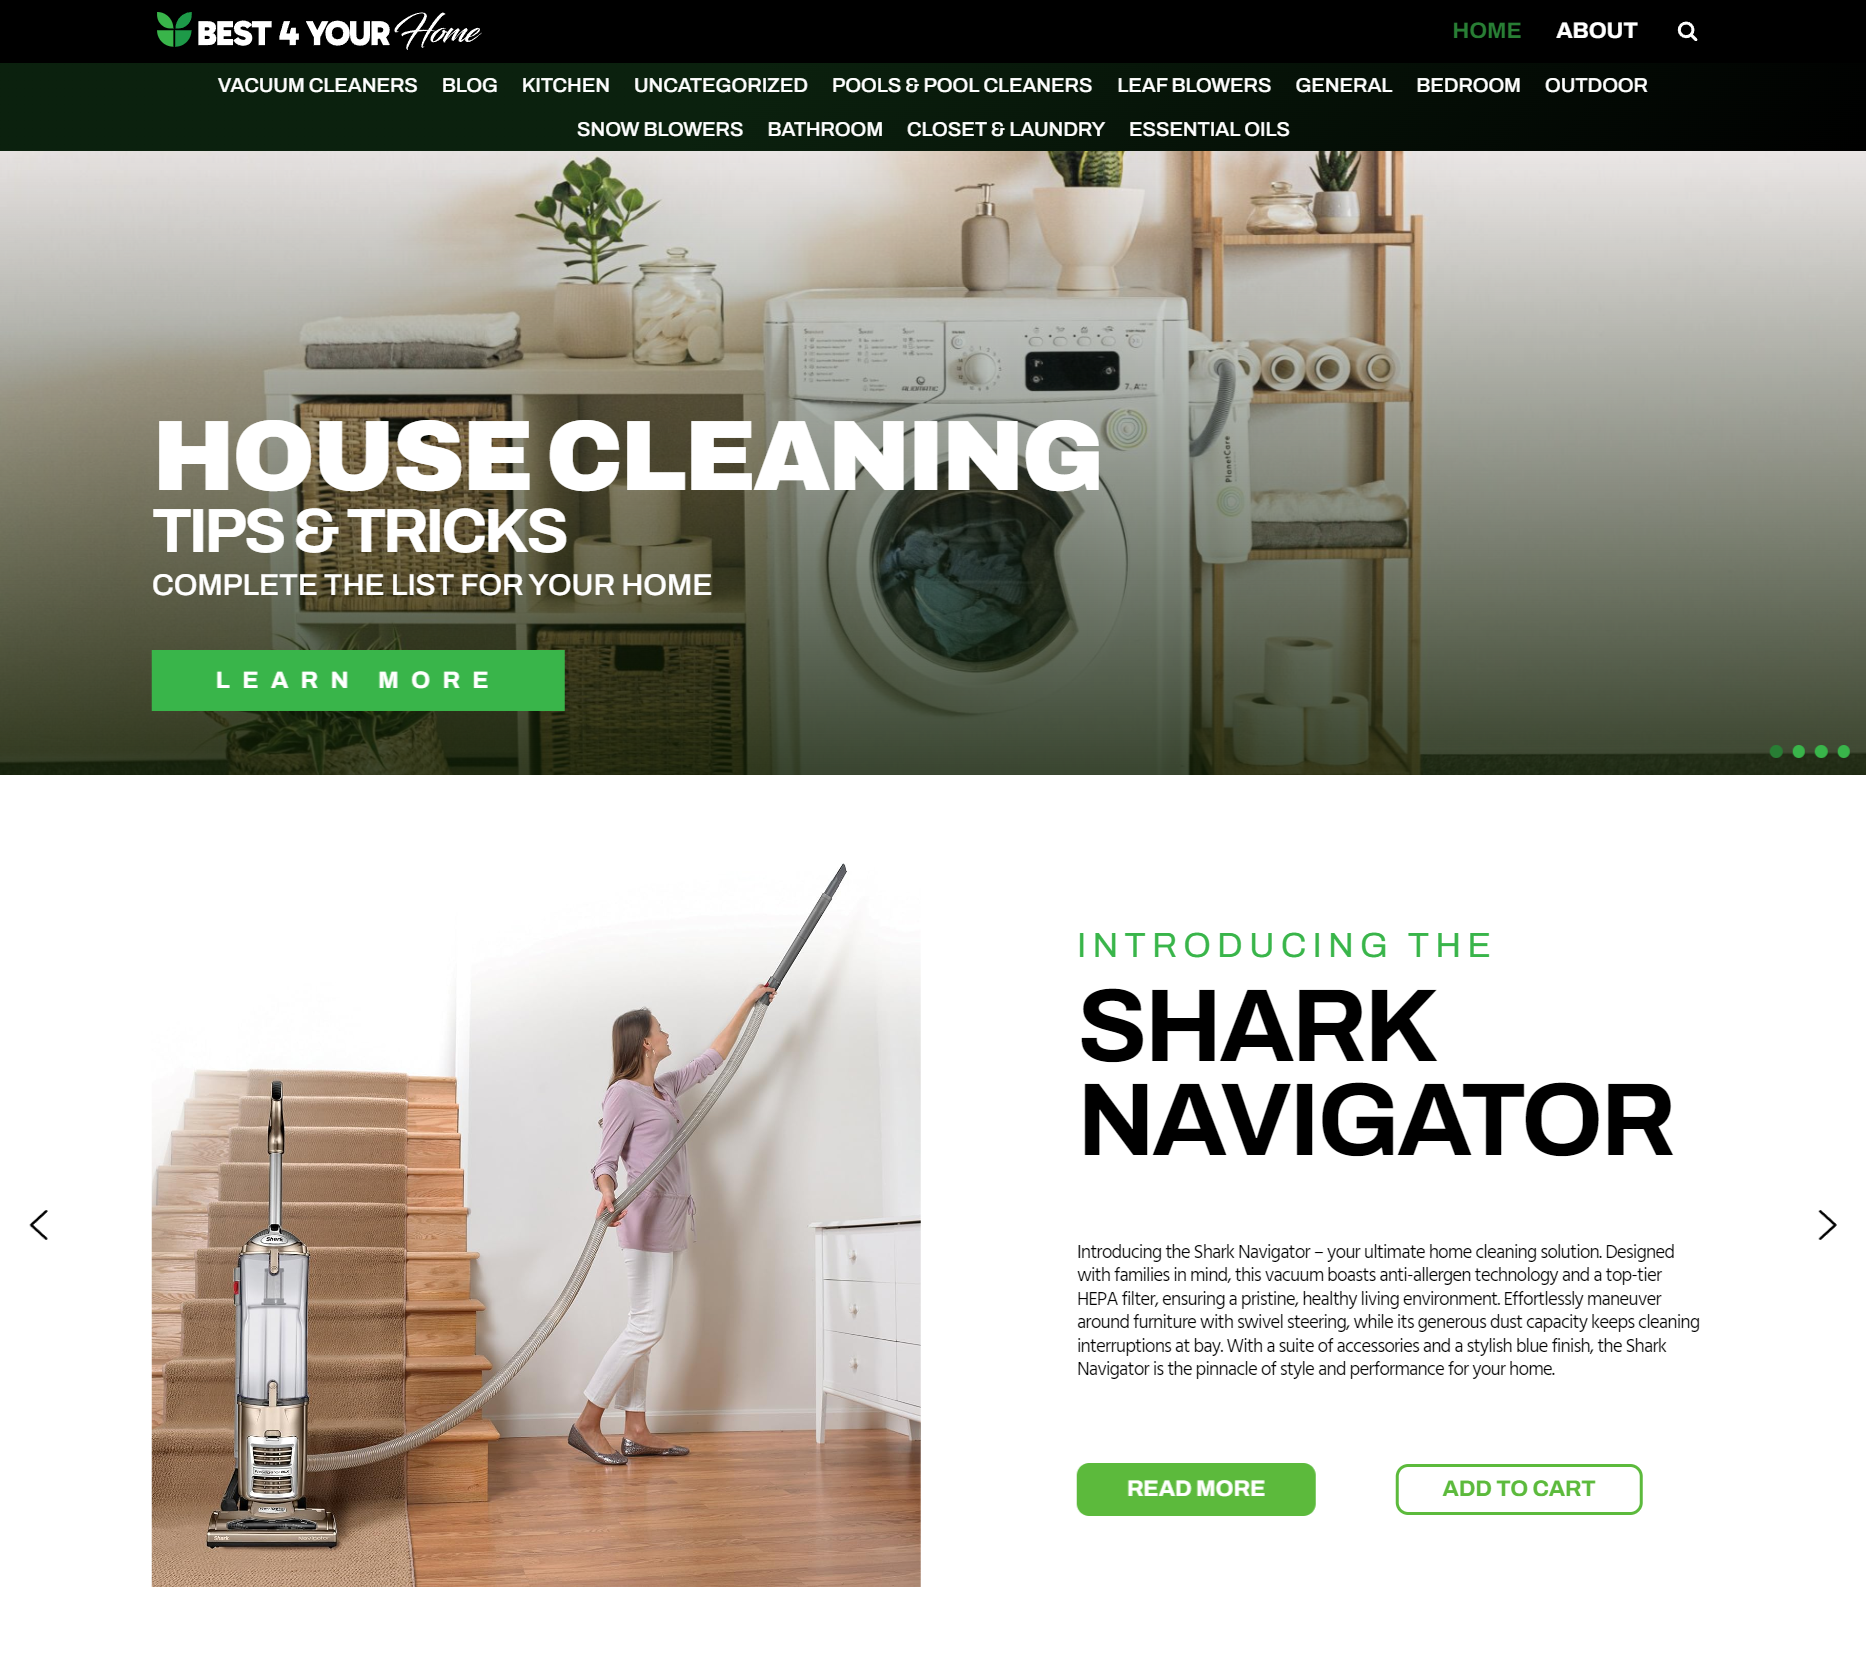 BEST 4 YOUR Home
HOME ABOUT
VACUUM CLEANERS BLOG KITCHEN UNCATEGORIZED POOLS & POOL CLEANERS LEAF BLOWERS GENERAL BEDROOM OUTDOOR
SNOW BLOWERS BATHROOM CLOSET & LAUNDRY ESSENTIAL OILS
PlanetCare
HOUSE CLEANING
TIPS & TRICKS
COMPLETE THE LIST FOR YOUR HOME
LEARN MORE
INTRODUCING THE
SHARK
NAVIGATOR
Shark
Introducing the Shark Navigator – your ultimate home cleaning solution. Designed
with families in mind, this vacuum boasts anti-allergen technology and a top-tier
HEPA filter, ensuring a pristine, healthy living environment. Effortlessly maneuver
around furniture with swivel steering, while its generous dust capacity keeps cleaning
interruptions at bay. With a suite of accessories and a stylish blue finish, the Shark
Navigator is the pinnacle of style and performance for your home.
READ MORE ADD TO CART
Shark Navigator